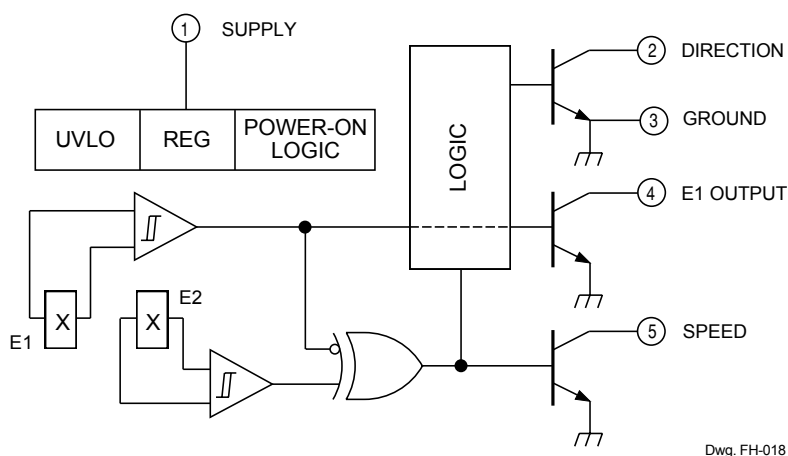 1 SUPPLY
2 DIRECTION
UVLO REG POWER-ON LOGIC
LOGIC
3 GROUND
4 E1 OUTPUT
X E2
E1 X
5 SPEED
Dwg. FH-018